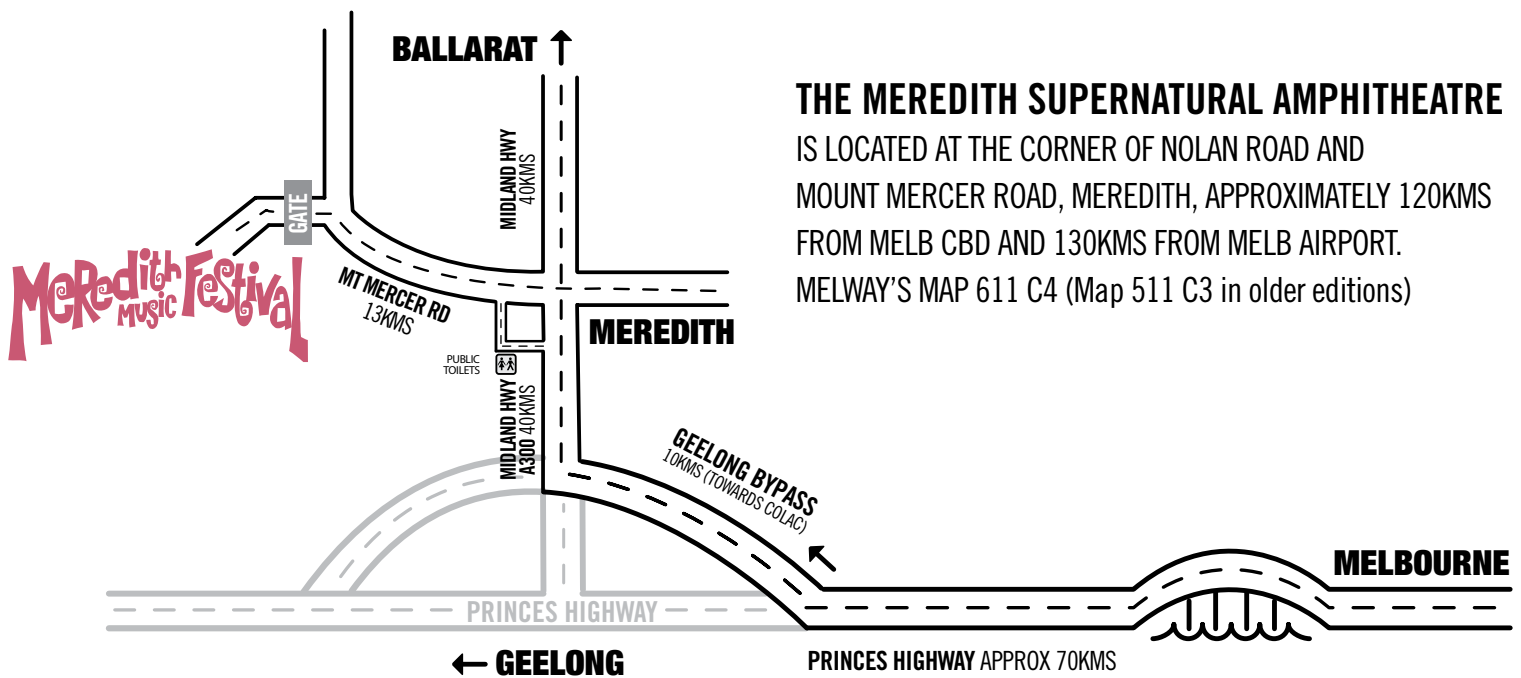 BALLARAT
THE MEREDITH SUPERNATURAL AMPHITHEATRE
IS LOCATED AT THE CORNER OF NOLAN ROAD AND
MOUNT MERCER ROAD, MEREDITH, APPROXIMATELY 120KMS
FROM MELB CBD AND 130KMS FROM MELB AIRPORT.
MELWAY'S MAP 611 C4 (Map 511 C3 in older editions)
MIDLAND HWY
40KMS
GATE
MEREDITH
MUSIC
FESTIVAL
MT MERCER RD
13KMS
MEREDITH
PUBLIC
TOILETS
MIDLAND HWY
A300 40KMS
GEELONG BYPASS
10KMS (TOWARDS COLAC)
MELBOURNE
PRINCES HIGHWAY
GEELONG
PRINCES HIGHWAY APPROX 70KMS